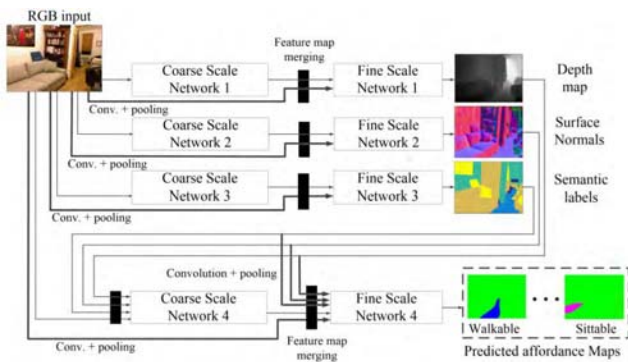 RGB input
Feature map
merging
Coarse Scale
Network 1
Fine Scale
Network 1
Depth
map
Conv. + pooling
Coarse Scale
Network 2
Fine Scale
Network 2
Surface
Normals
Conv. + pooling
Coarse Scale
Network 3
Fine Scale
Network 3
Semantic
labels
Conv. + pooling
Convolution + pooling
Coarse Scale
Network 4
Fine Scale
Network 4
Walkable
Sittable
Conv. + pooling
Feature map
merging
Predicted affordance Maps